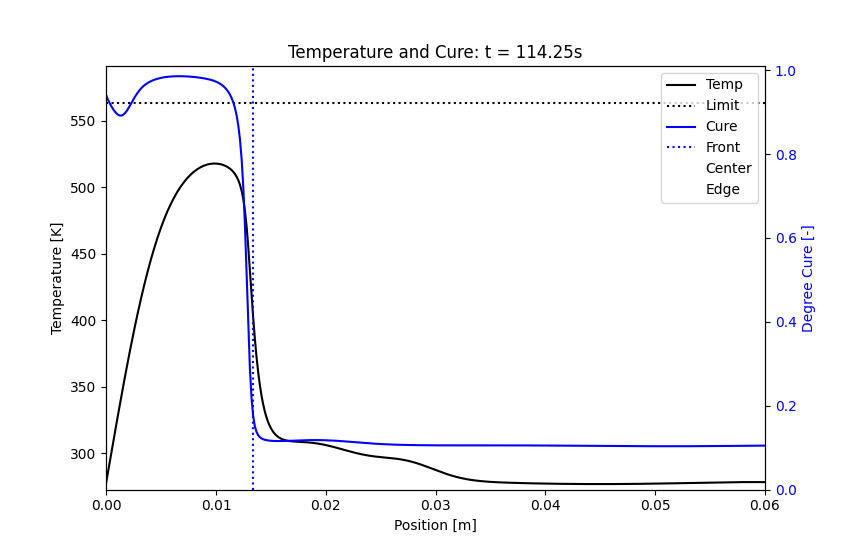 Temperature and Cure: t = 114.25s
Temp
Limit
Cure
Front
Center
Edge
Temperature [K]
550
500
450
400
350
300
1.0
0.8
0.6
0.4
0.2
0.0
Degree Cure [-]
0.00 0.01 0.02 0.03 0.04 0.05 0.06
Position [m]